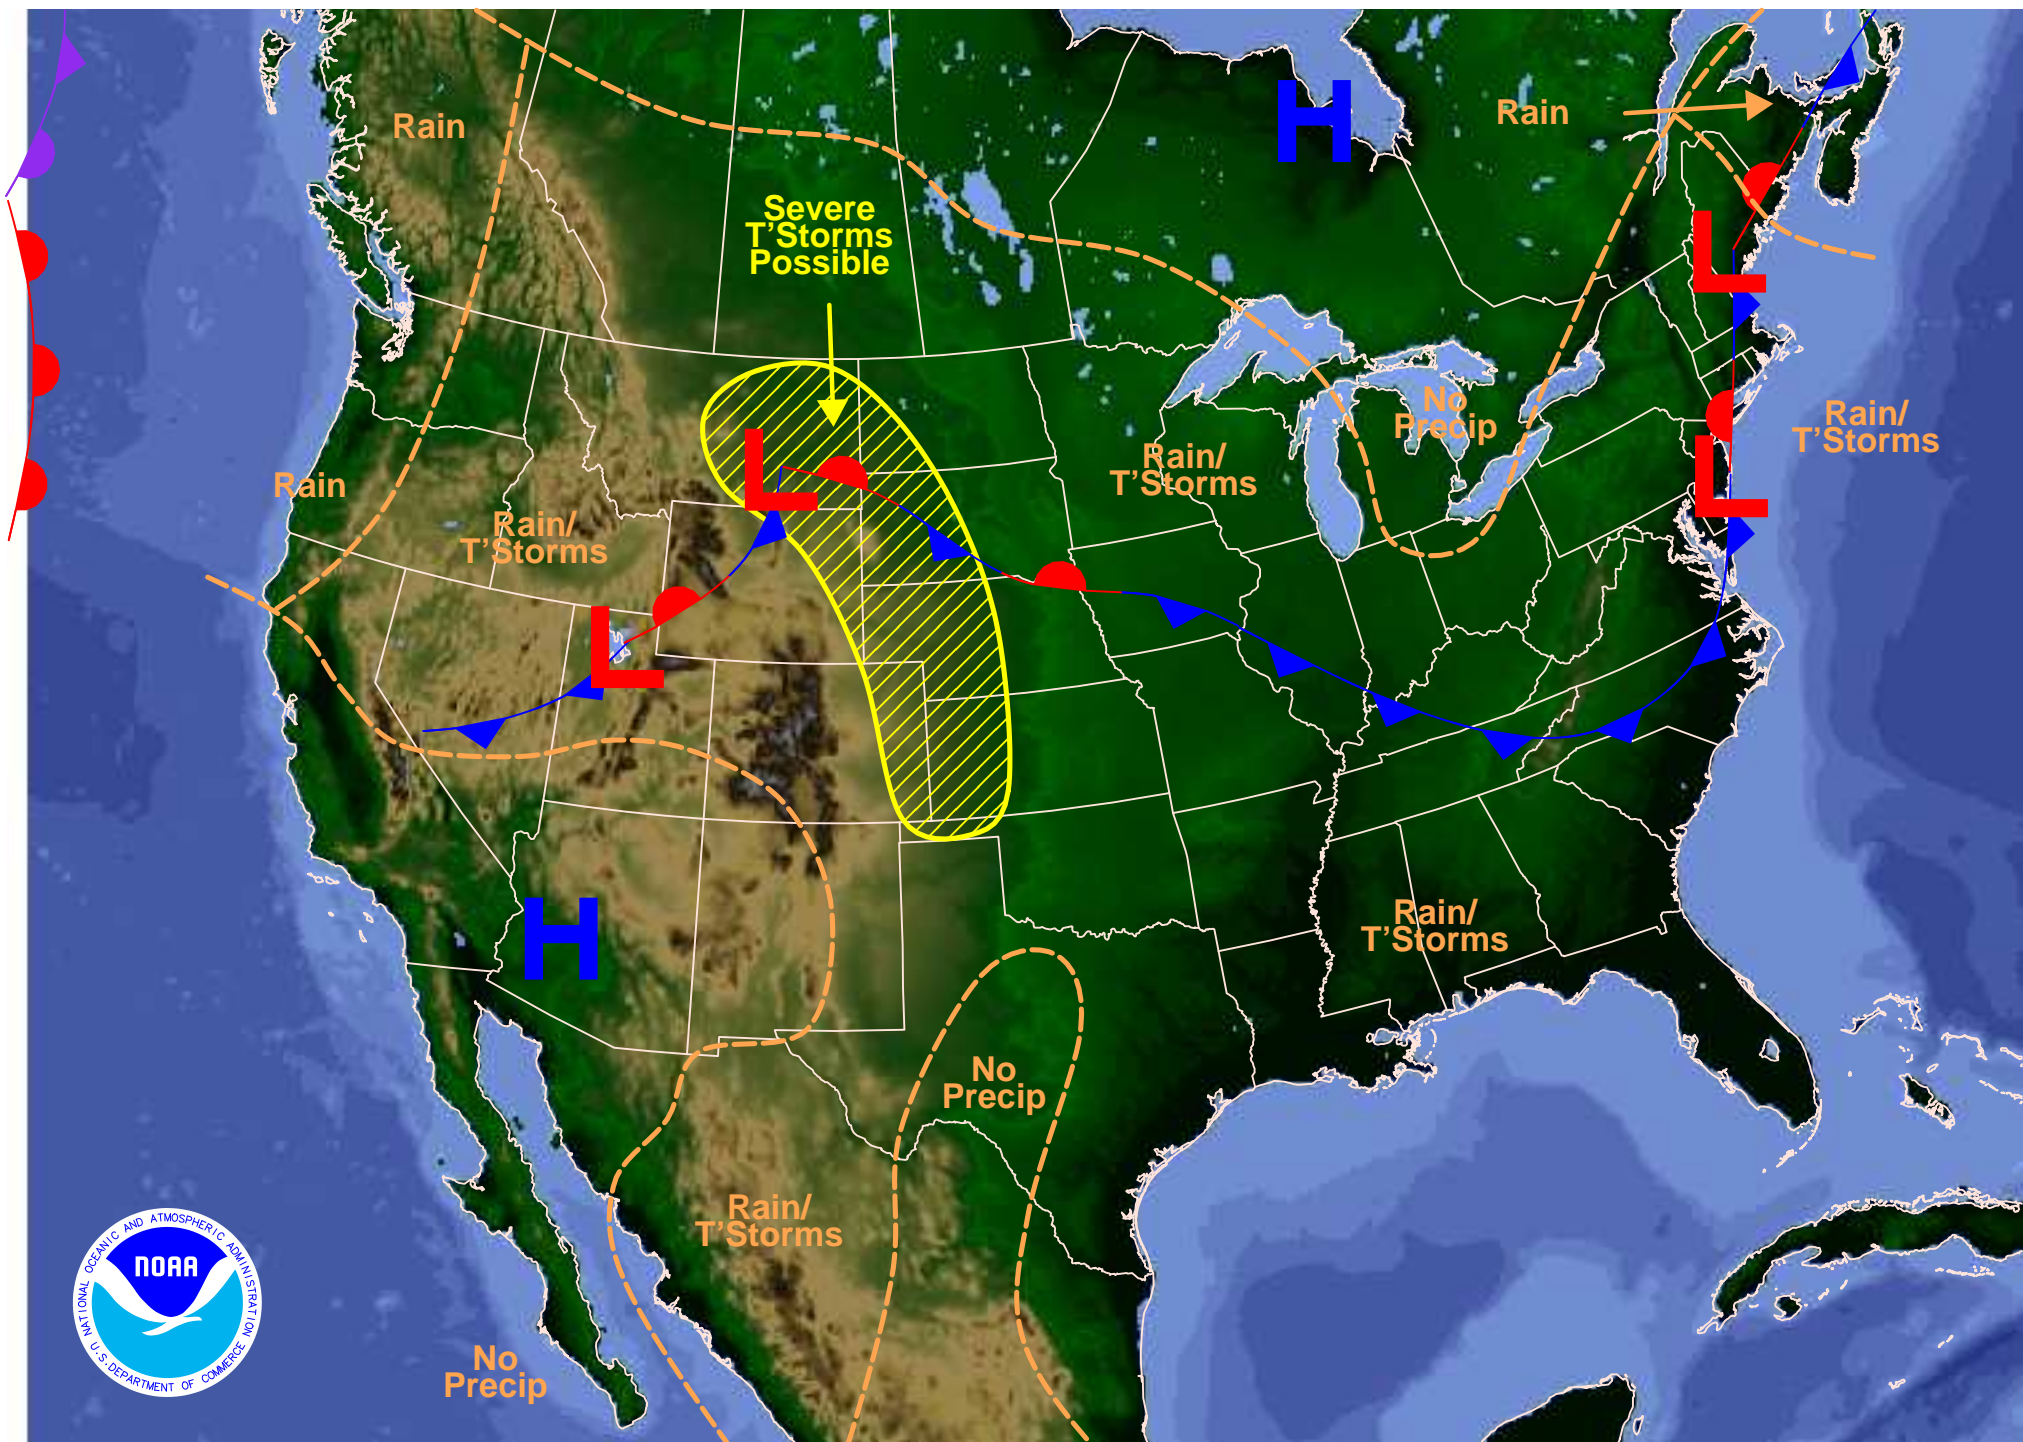 Rain
Rain
Severe
T'Storms
Possible
H
L
No
Precip
Rain/
T'Storms
Rain/
T'Storms
L
L
Rain
Rain/
T'Storms
L
L
H
Rain/
T'Storms
No
Precip
Rain/
T'Storms
No
Precip
NATIONAL OCEANIC AND ATMOSPHERIC ADMINISTRATION
NOAA
U.S. DEPARTMENT OF COMMERCE